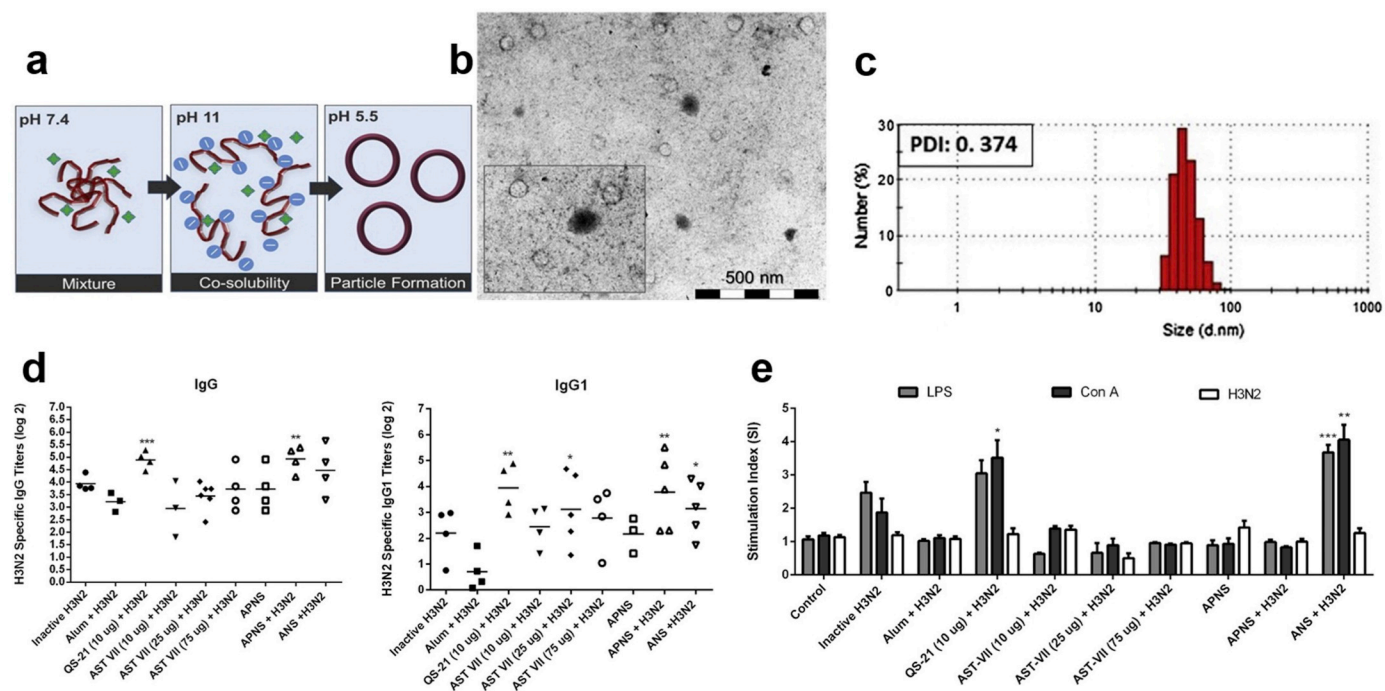 a
pH 7.4
pH 11
pH 5.5
Mixture
Co-solubility
Particle Formation
b
500 nm
c
PDI: 0. 374
Number (%)
30
20
10
0
1
10
100
1000
Size (d.nm)
d
IgG
H3N2 Specific IgG Titers (log 2)
7.0
6.5
6.0
5.5
5.0
4.5
4.0
3.5
3.0
2.5
2.0
1.5
1.0
0.5
0.0
***
**
Inactive H3N2
Alum + H3N2
QS-21 (10 ug) + H3N2
AST VII (10 ug) + H3N2
AST VII (25 ug) + H3N2
AST VII (75 ug) + H3N2
APNS
APNS + H3N2
ANS +H3N2
IgG1
H3N2 Specific IgG1 Titers (log 2)
7
6
5
4
3
2
1
0
**
*
**
*
Inactive H3N2
Alum + H3N2
QS-21 (10 ug) + H3N2
AST VII (10 ug) + H3N2
AST VII (25 ug) + H3N2
AST VII (75 ug) + H3N2
APNS
APNS + H3N2
ANS +H3N2
e
LPS
Con A
H3N2
Stimulation Index (SI)
5
4
3
2
1
0
*
***
**
Control
Inactive H3N2
Alum + H3N2
QS-21 (10 ug) + H3N2
AST-VII (10 ug) + H3N2
AST-VII (25 ug) + H3N2
AST-VII (75 ug) + H3N2
APNS
APNS + H3N2
ANS + H3N2